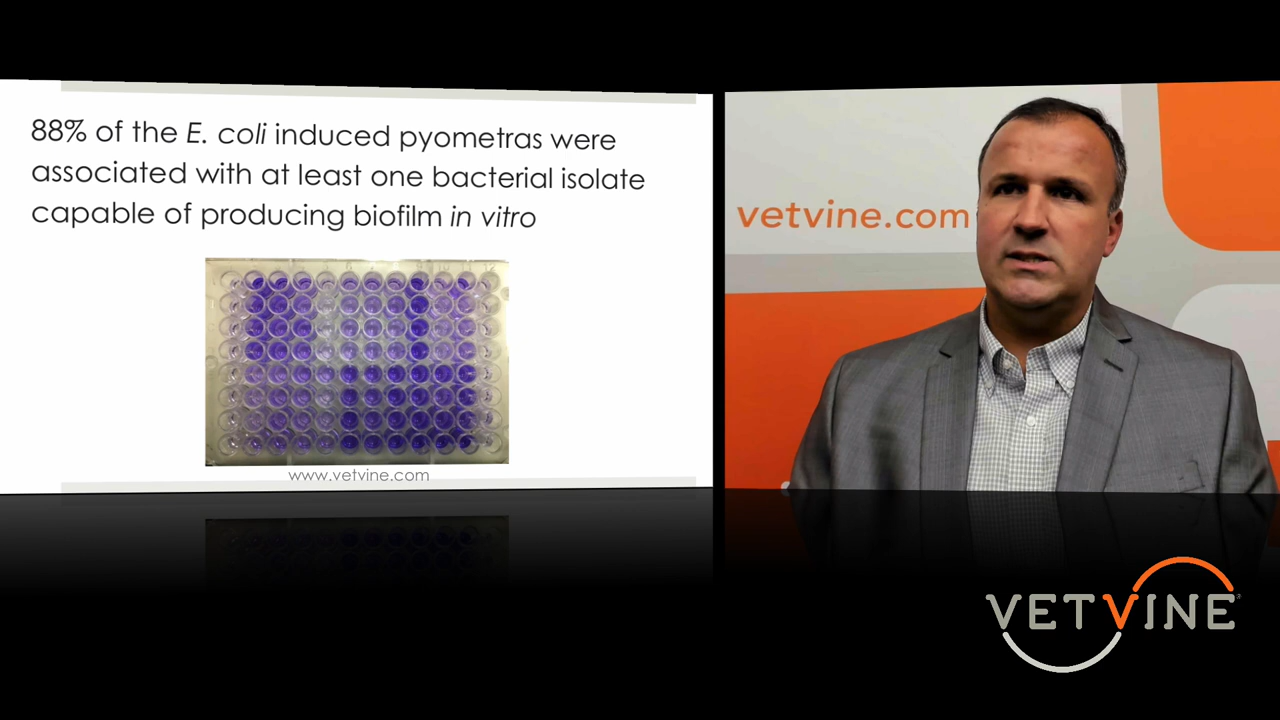 88% of the E. coli induced pyometras were
associated with at least one bacterial isolate
capable of producing biofilm in vitro
www.vetvine.com
vetvine.com
VETVINE